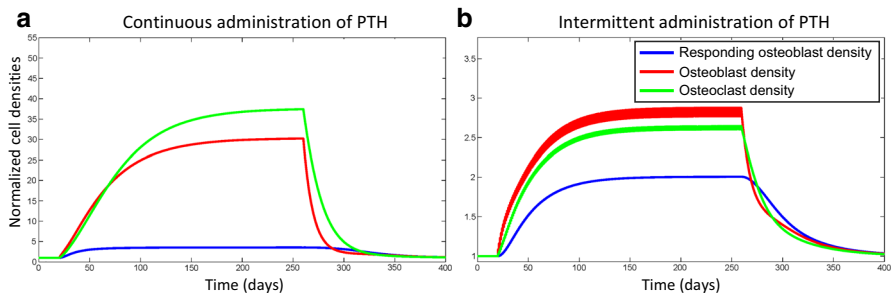 a
Continuous administration of PTH
Normalized cell densities
55
50
45
40
35
30
25
20
15
10
5
0
0 50 100 150 200 250 300 350 400
Time (days)
b
Intermittent administration of PTH
Responding osteoblast density
Osteoblast density
Osteoclast density
3.5
3
2.5
2
1.5
1
0 50 100 150 200 250 300 350 400
Time (days)